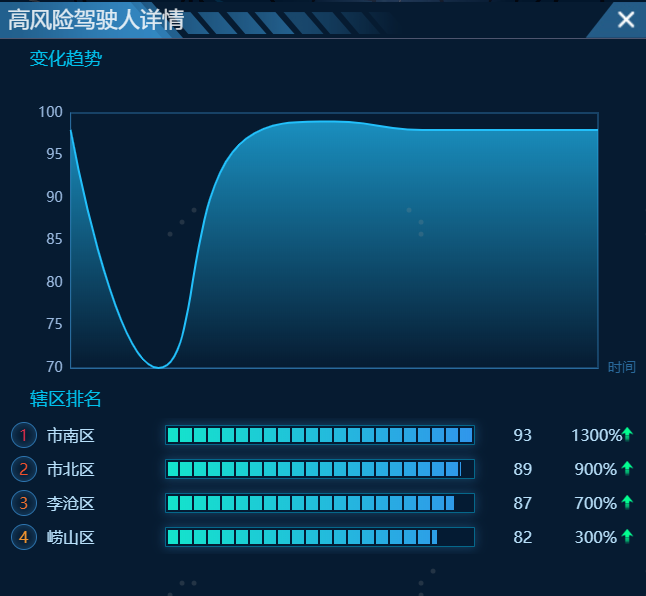 高风险驾驶人详情
变化趋势
100
95
90
85
80
75
70
时间
辖区排名
1 市南区 93 1300%
2 市北区 89 900%
3 李沧区 87 700%
4 崂山区 82 300%